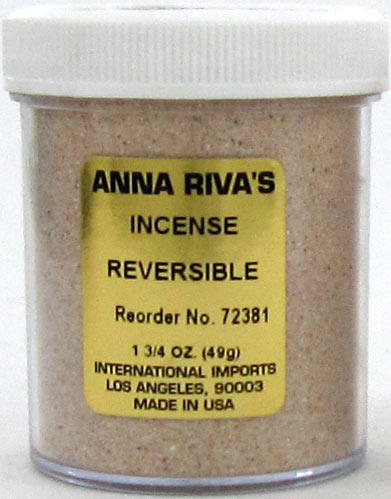 ANNA RIVA'S
INCENSE
REVERSIBLE
Reorder No. 72381
1 3/4 OZ. (49g)
INTERNATIONAL IMPORTS
LOS ANGELES, 90003
MADE IN USA